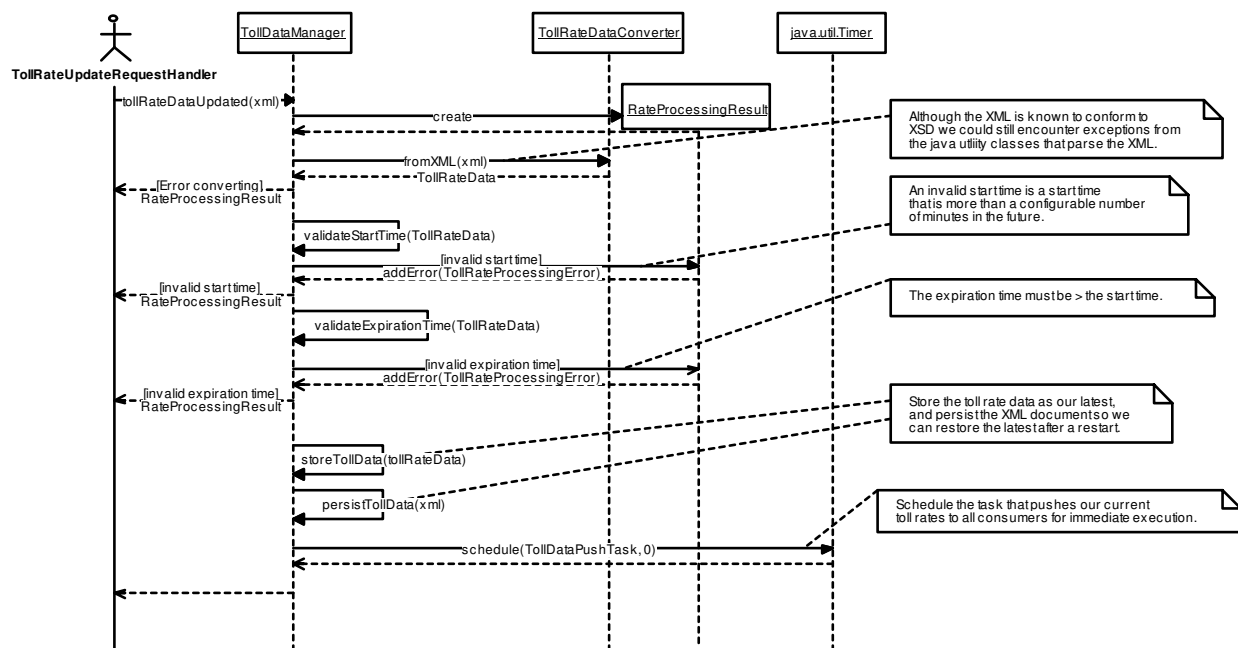 TollDataManager
TollRateDataConverter
java.util.Timer
TollRateUpdateRequestHandler
tollRateDataUpdated(xml)
RateProcessingResult
create
Although the XML is known to conform to
XSD we could still encounter exceptions from
the java utliity classes that parse the XML.
fromXML(xml)
TollRateData
[Error converting]
RateProcessingResult
An invalid start time is a start time
that is more than a configurable number
of minutes in the future.
validateStartTime(TollRateData)
[invalid start time]
addError(TollRateProcessingError)
[invalid start time]
RateProcessingResult
The expiration time must be > the start time.
validateExpirationTime(TollRateData)
[invalid expiration time]
addError(TollRateProcessingError)
[invalid expiration time]
RateProcessingResult
Store the toll rate data as our latest,
and persist the XML document so we
can restore the latest after a restart.
storeTollData(tollRateData)
persistTollData(xml)
Schedule the task that pushes our current
toll rates to all consumers for immediate execution.
schedule(TollDataPushTask, 0)